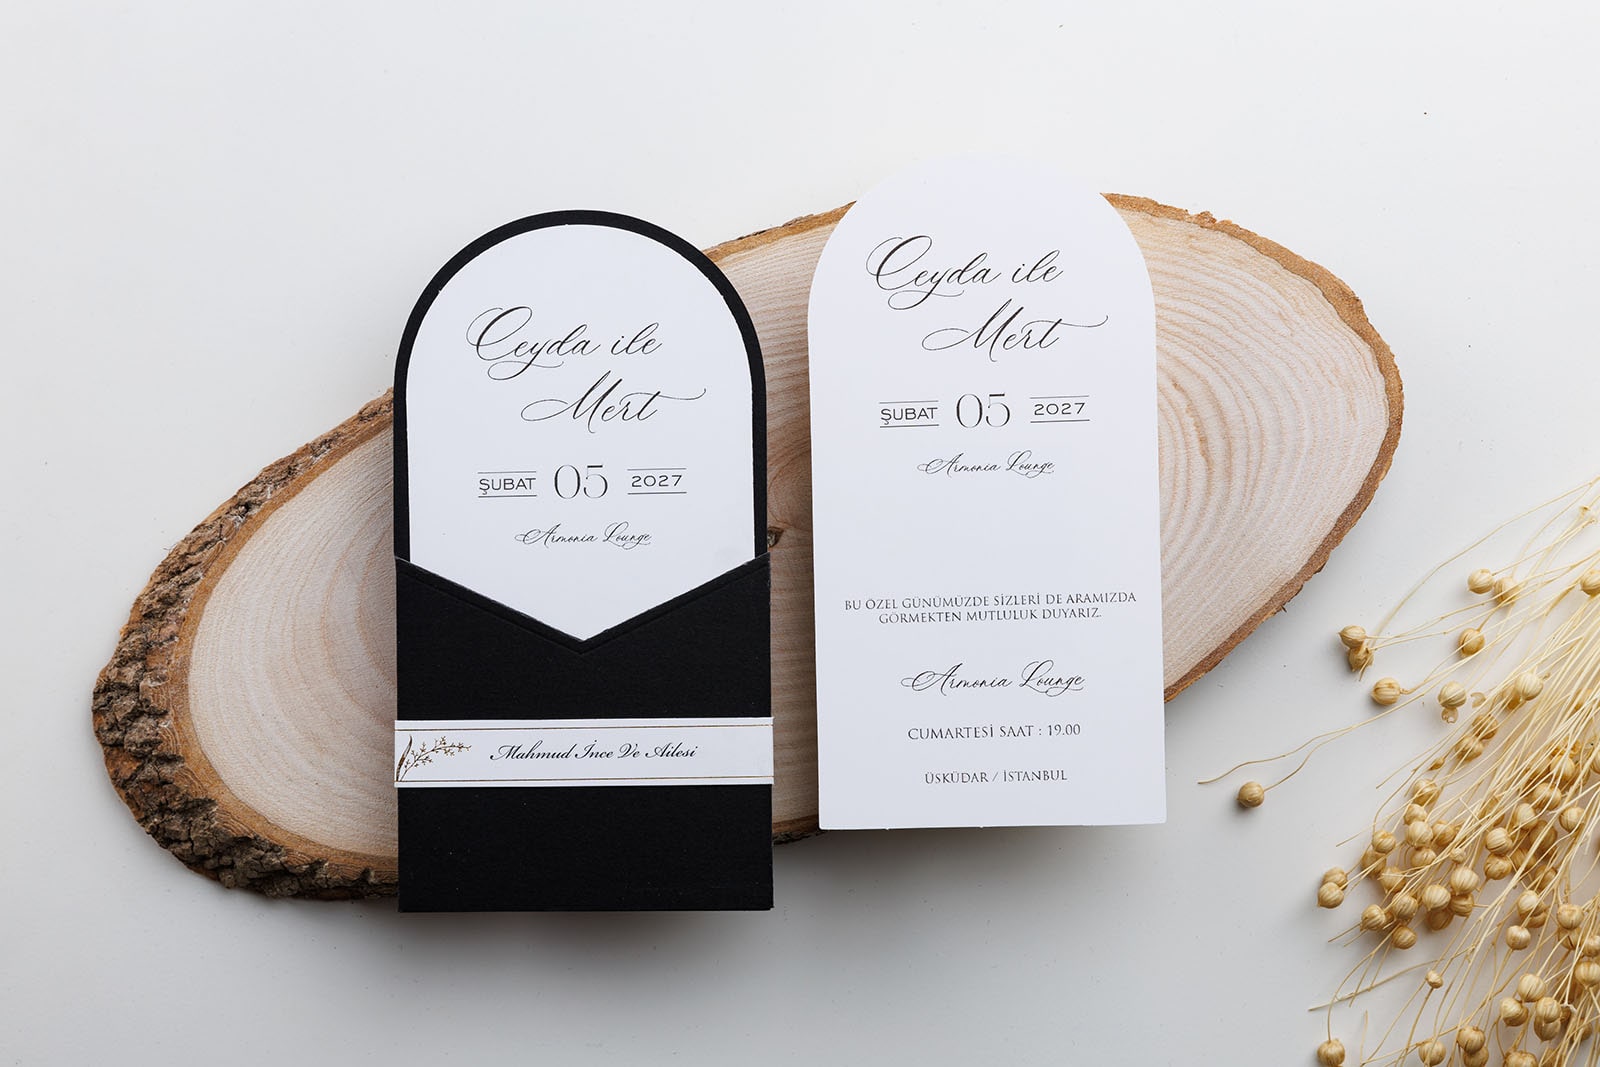 Ceyda ile
Mert
ŞUBAT 05 2027
Armonia Lounge
Mahmud İnce Ve Ailesi
Ceyda ile
Mert
ŞUBAT 05 2027
Armonia Lounge
BU ÖZEL GÜNÜMÜZDE SİZLERİ DE ARAMIZDA
GÖRMEKTEN MUTLULUK DUYARIZ.
Armonia Lounge
CUMARTESİ SAAT : 19.00
ÜSKÜDAR / İSTANBUL